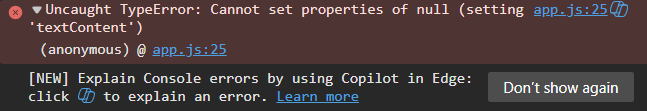 Uncaught TypeError: Cannot set properties of null (setting app.js:25
'textContent')
(anonymous) @ app.js:25
[NEW] Explain Console errors by using Copilot in Edge:
click to explain an error. Learn more
Don't show again